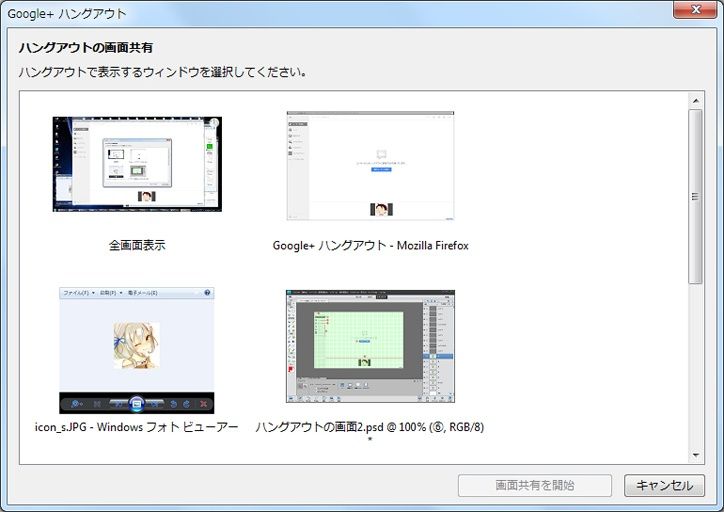 Google+ ハングアウト
ハングアウトの画面共有
ハングアウトで表示するウィンドウを選択してください。
全画面表示
Google+ ハングアウト - Mozilla Firefox
ファイル(F) 印刷(P) 電子メール(E)
icon_s.JPG - Windows フォト ビューアー
ハングアウトの画面2.psd @ 100% (⑧, RGB/8)
*
画面共有を開始
キャンセル